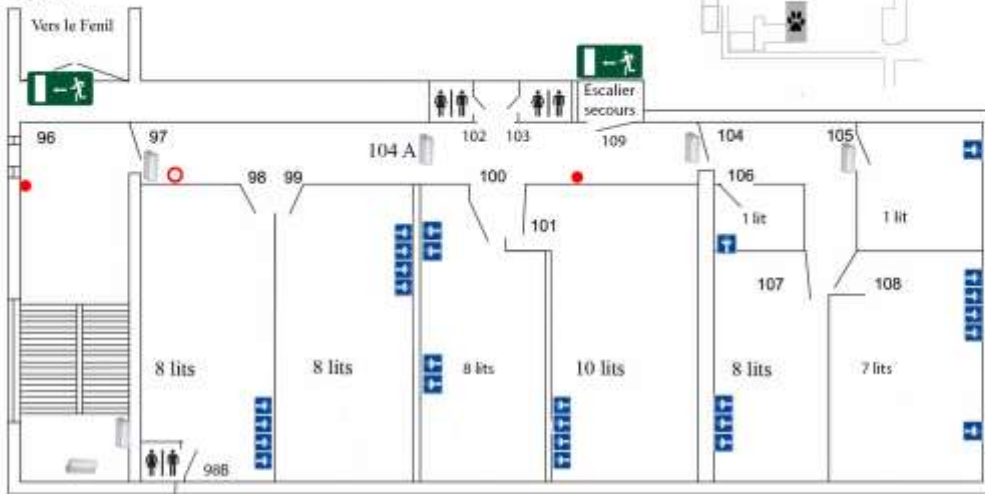 Vers le Fenil
Escalier
secours
96
97
102
103
109
104
105
104 A
98
99
100
106
101
1 lit
1 lit
107
108
8 lits
8 lits
8 lits
10 lits
8 lits
7 lits
98B